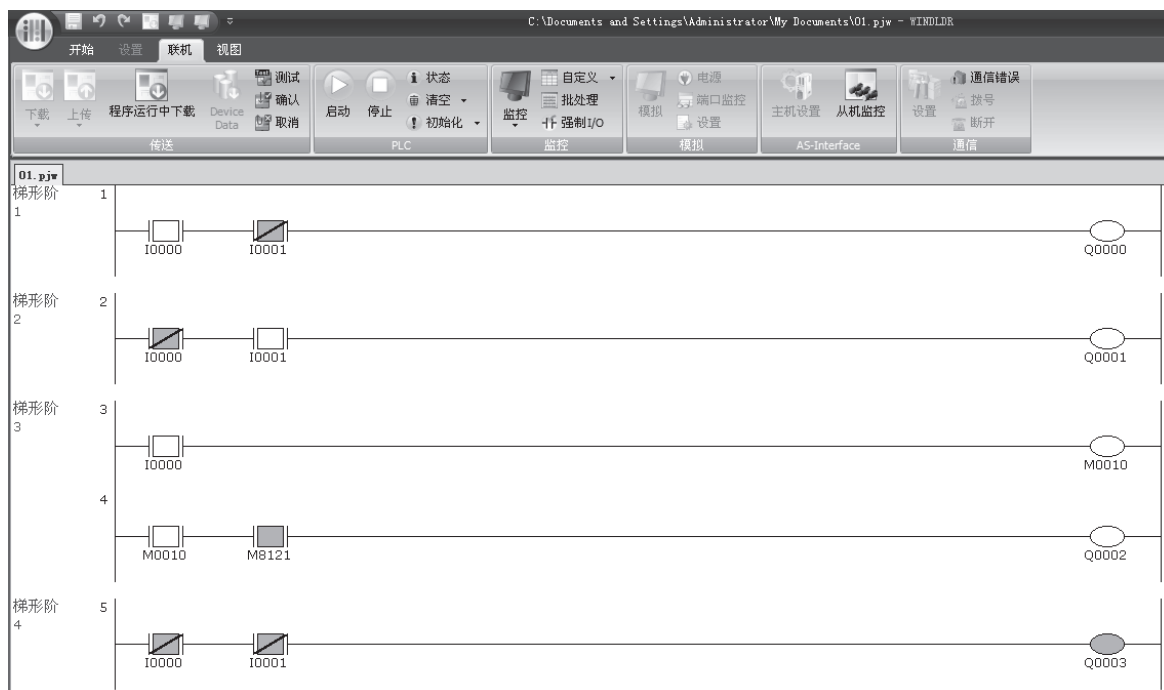 C:\Documents and Settings\Administrator\My Documents\01.pjw - WINDLDR
开始 设置 联机 视图
下载 上传 程序运行中下载 Device Data 测试 确认 取消
启动 停止 状态 清空 初始化
监控 自定义 批处理 强制I/O
模拟 电源 端口监控 设置
主机设置 从机监控
设置 通信错误 拨号 断开
传送 PLC 监控 模拟 AS-Interface 通信
01.pjw
梯形阶 1
1
I0000 I0001 Q0000
梯形阶 2
2
I0000 I0001 Q0001
梯形阶 3
3
I0000 M0010
4
M0010 M8121 Q0002
梯形阶 5
4
I0000 I0001 Q0003